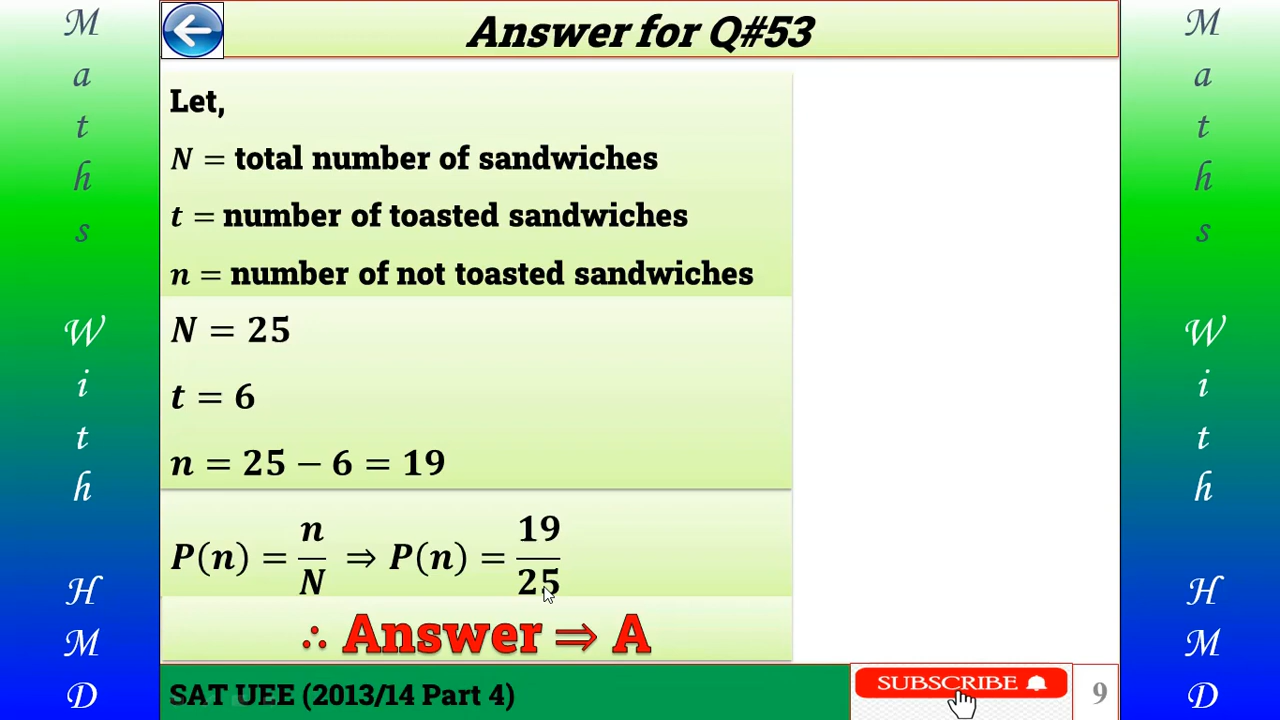 Answer for Q#53
Let,
N = total number of sandwiches
t = number of toasted sandwiches
n = number of not toasted sandwiches
N = 25
t = 6
n = 25 − 6 = 19
P(n) = n/N ⇒ P(n) = 19/25
∴ Answer ⇒ A
SAT UEE (2013/14 Part 4)
SUBSCRIBE
9
Maths With HMD
Maths With HMD